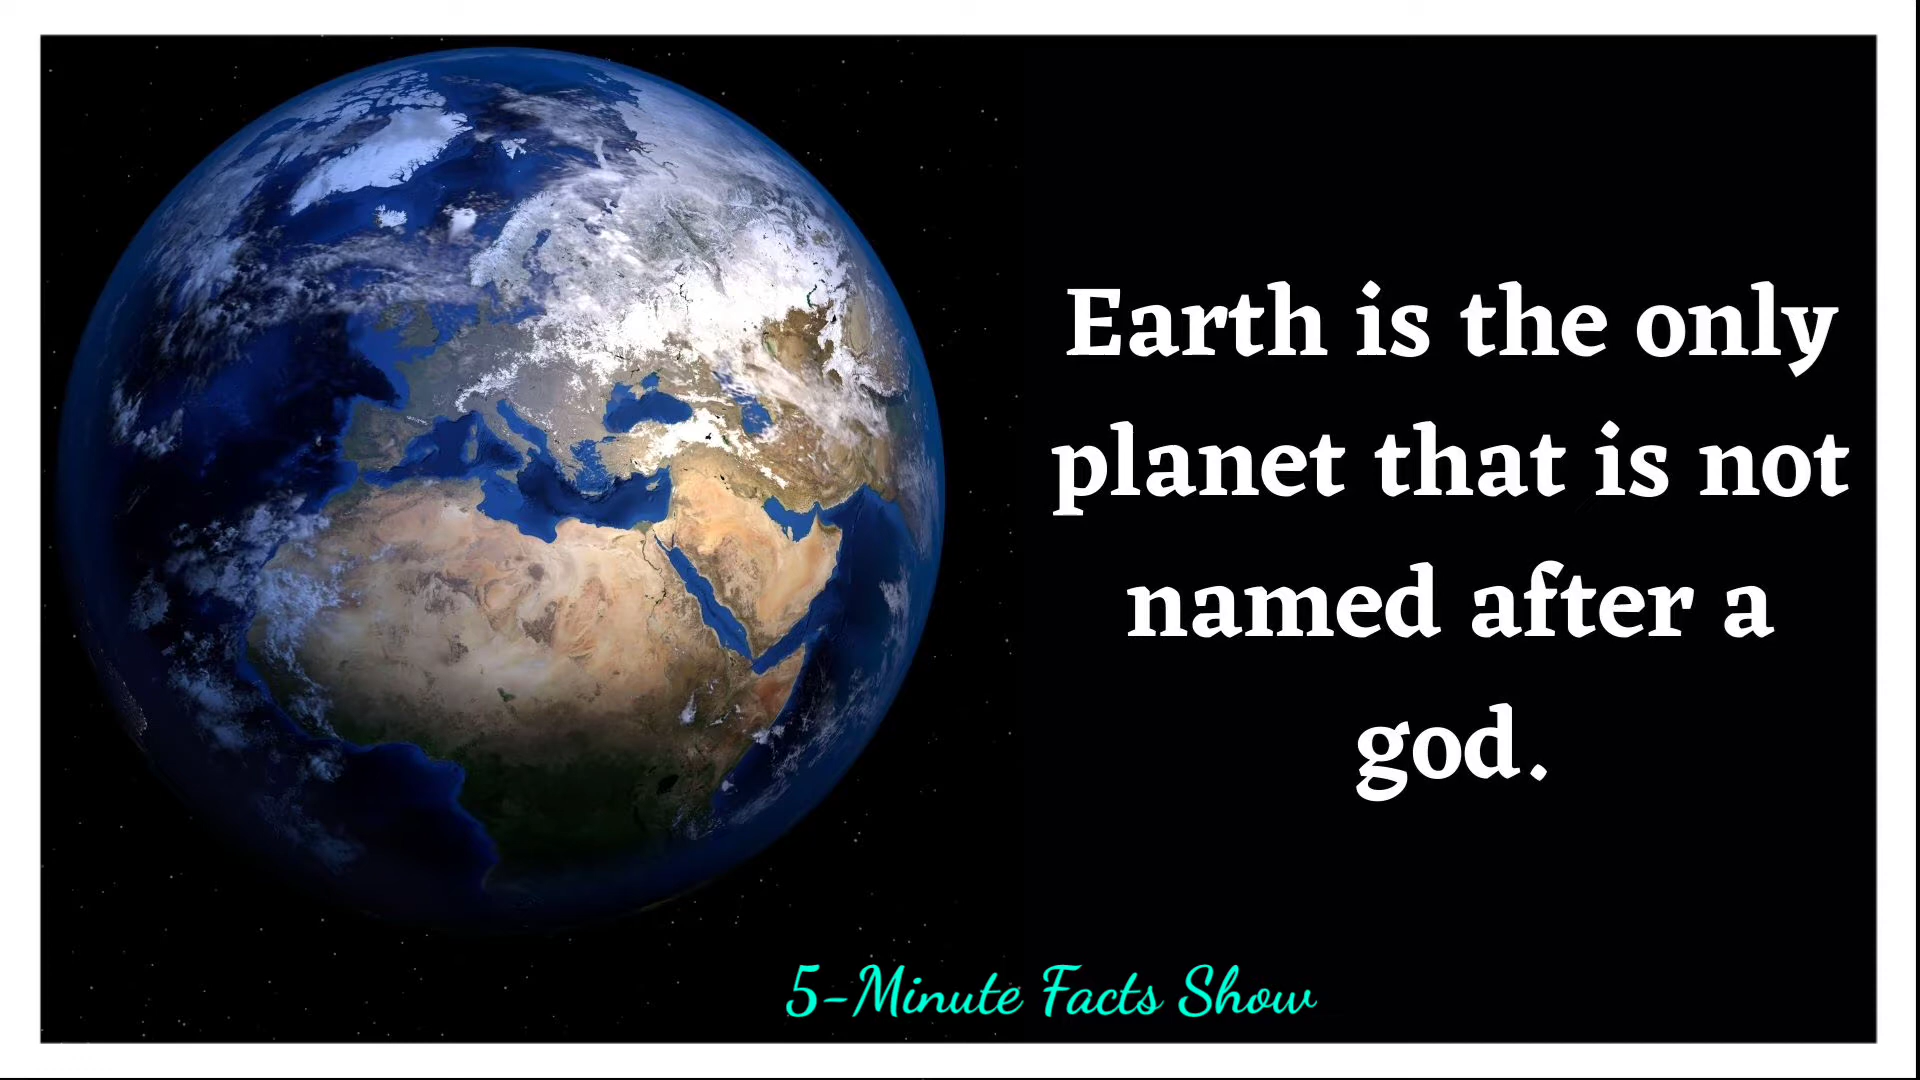 Earth is the only
planet that is not
named after a
god.
5-Minute Facts Show